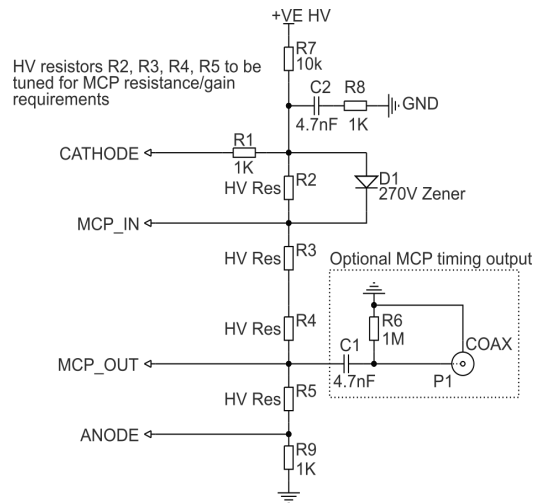 +VE HV
R7
10k
HV resistors R2, R3, R4, R5 to be
tuned for MCP resistance/gain
requirements
C2
R8
GND
4.7nF
1K
R1
CATHODE
1K
R2
HV Res
D1
270V Zener
MCP_IN
R3
HV Res
Optional MCP timing output
R4
HV Res
R6
1M
C1
COAX
MCP_OUT
4.7nF
P1
R5
HV Res
ANODE
R9
1K